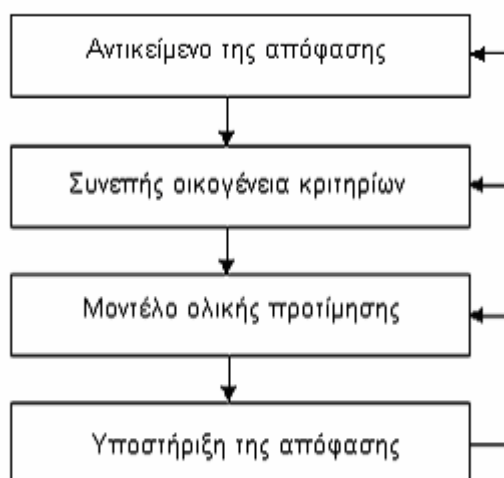 Αντικείμενο της απόφασης
Συνεπής οικογένεια κριτηρίων
Μοντέλο ολικής προτίμησης
Υποστήριξη της απόφασης